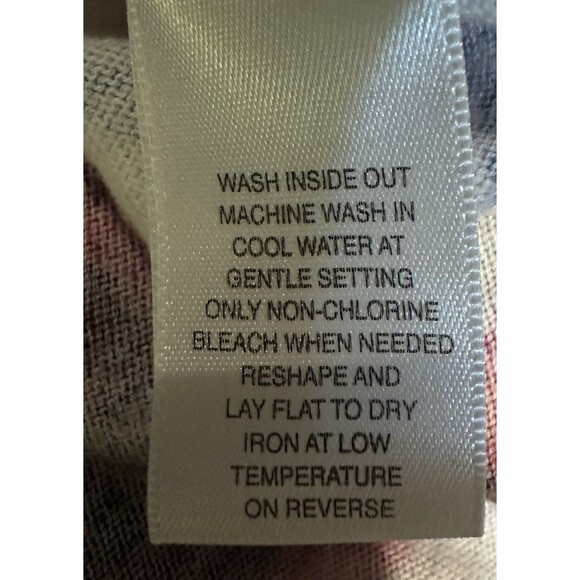 WASH INSIDE OUT
MACHINE WASH IN
COOL WATER AT
GENTLE SETTING
ONLY NON-CHLORINE
BLEACH WHEN NEEDED
RESHAPE AND
LAY FLAT TO DRY
IRON AT LOW
TEMPERATURE
ON REVERSE